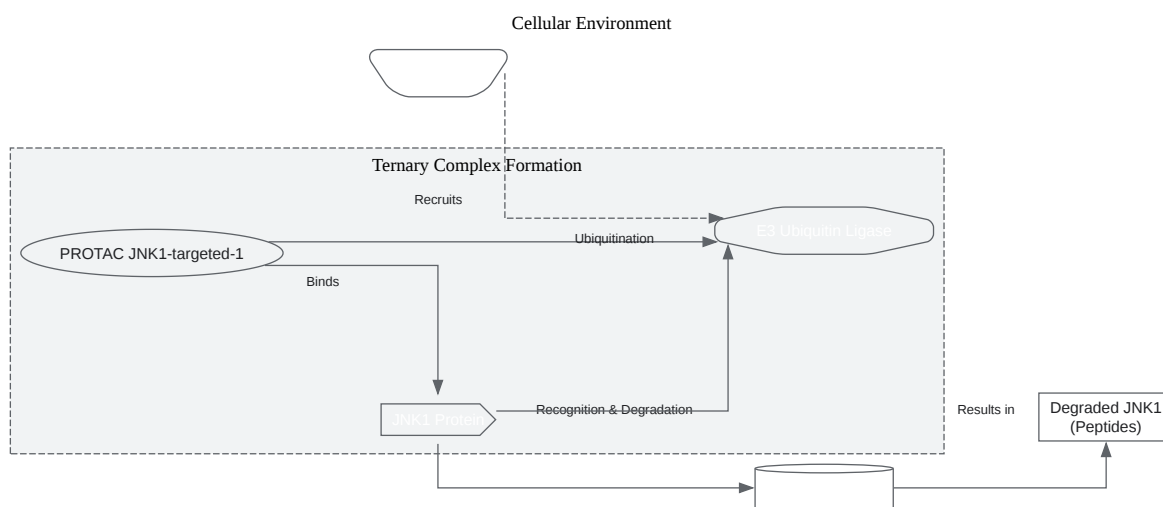 Cellular Environment
Ternary Complex Formation
Recruits
E3 Ubiquitin Ligase
Ubiquitination
PROTAC JNK1-targeted-1
Binds
JNK1 Protein
Recognition & Degradation
Results in
Degraded JNK1
(Peptides)